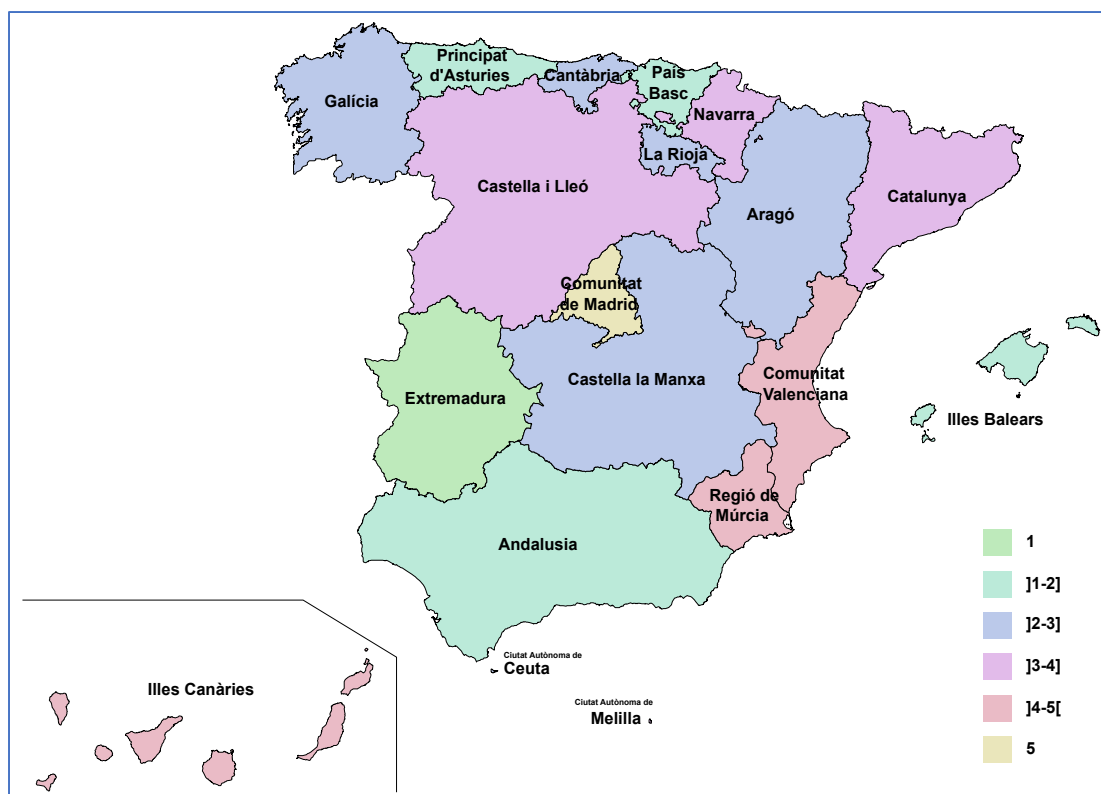 Principat
d'Asturies
Cantàbria
País
Basc
Galícia
Navarra
La Rioja
Castella i Lleó
Catalunya
Aragó
Comunitat
de Madrid
Comunitat
Valenciana
Castella la Manxa
Extremadura
Illes Balears
Regió de
Múrcia
Andalusia
1
]1-2]
]2-3]
]3-4]
]4-5[
5
Ciutat Autònoma de
Ceuta
Illes Canàries
Ciutat Autònoma de
Melilla